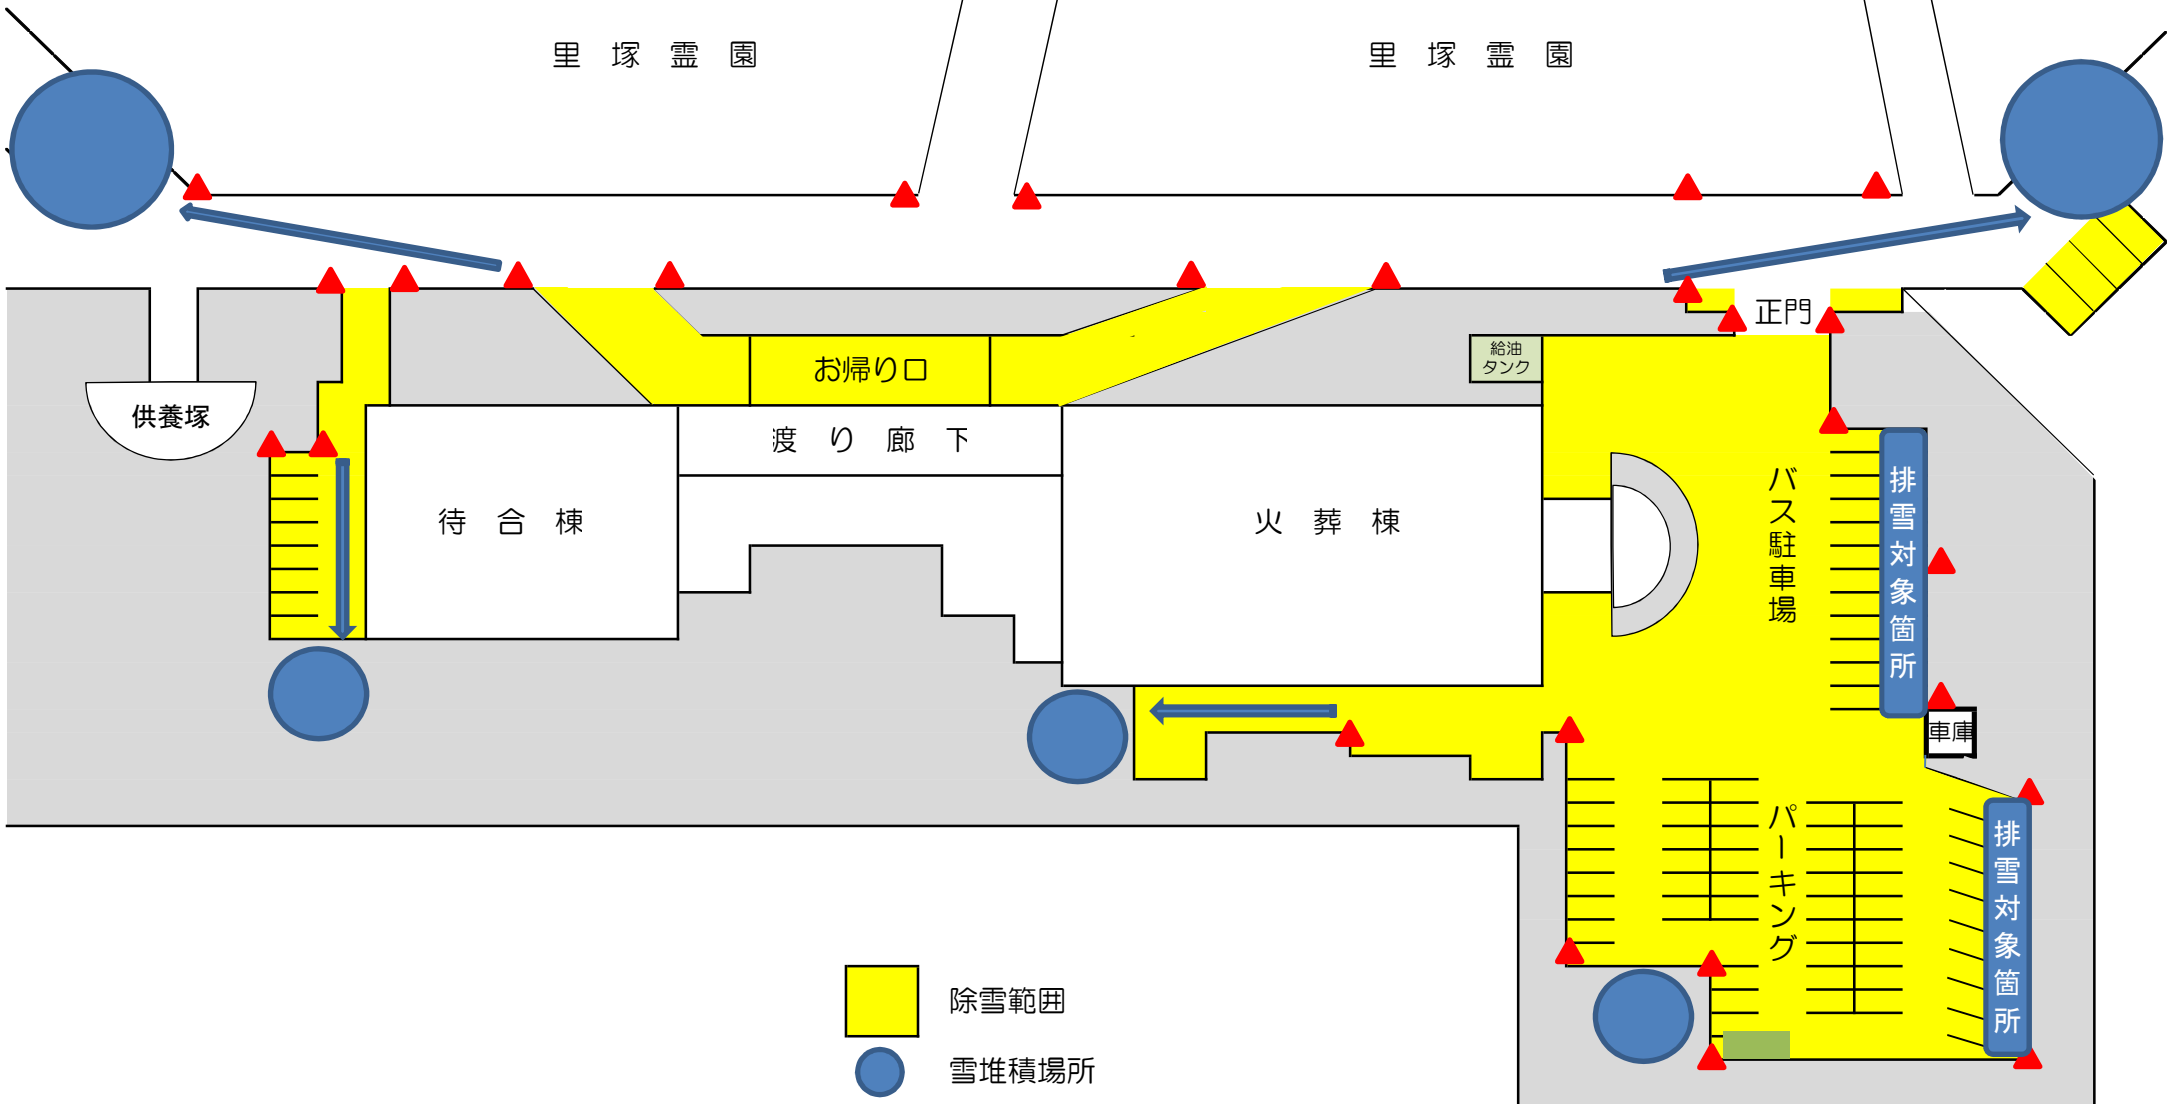 里塚霊園
里塚霊園
正門
給油
タンク
お帰り口
供養塚
渡り廊下
待合棟
火葬棟
バス駐車場
排雪対象箇所
車庫
パーキング
排雪対象箇所
除雪範囲
雪堆積場所